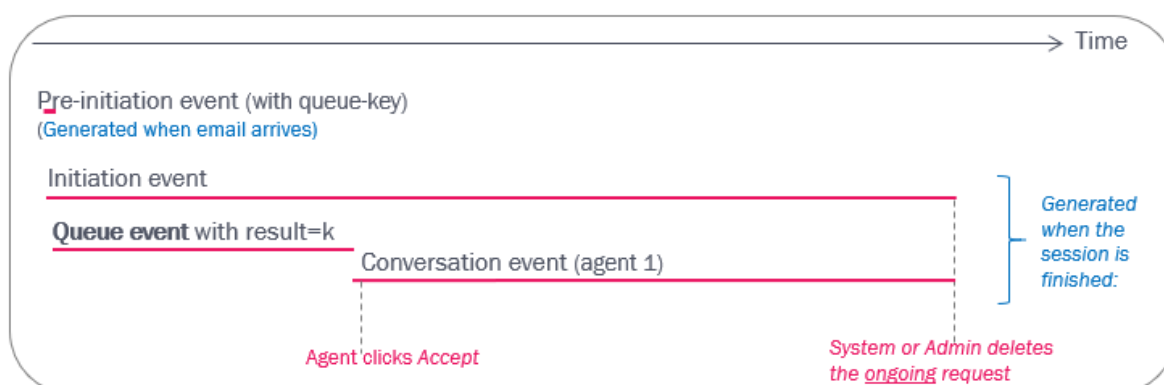 Time
Pre-initiation event (with queue-key)
(Generated when email arrives)
Initiation event
Queue event with result=k
Conversation event (agent 1)
Generated
when the
session is
finished:
Agent clicks Accept
System or Admin deletes
the ongoing request